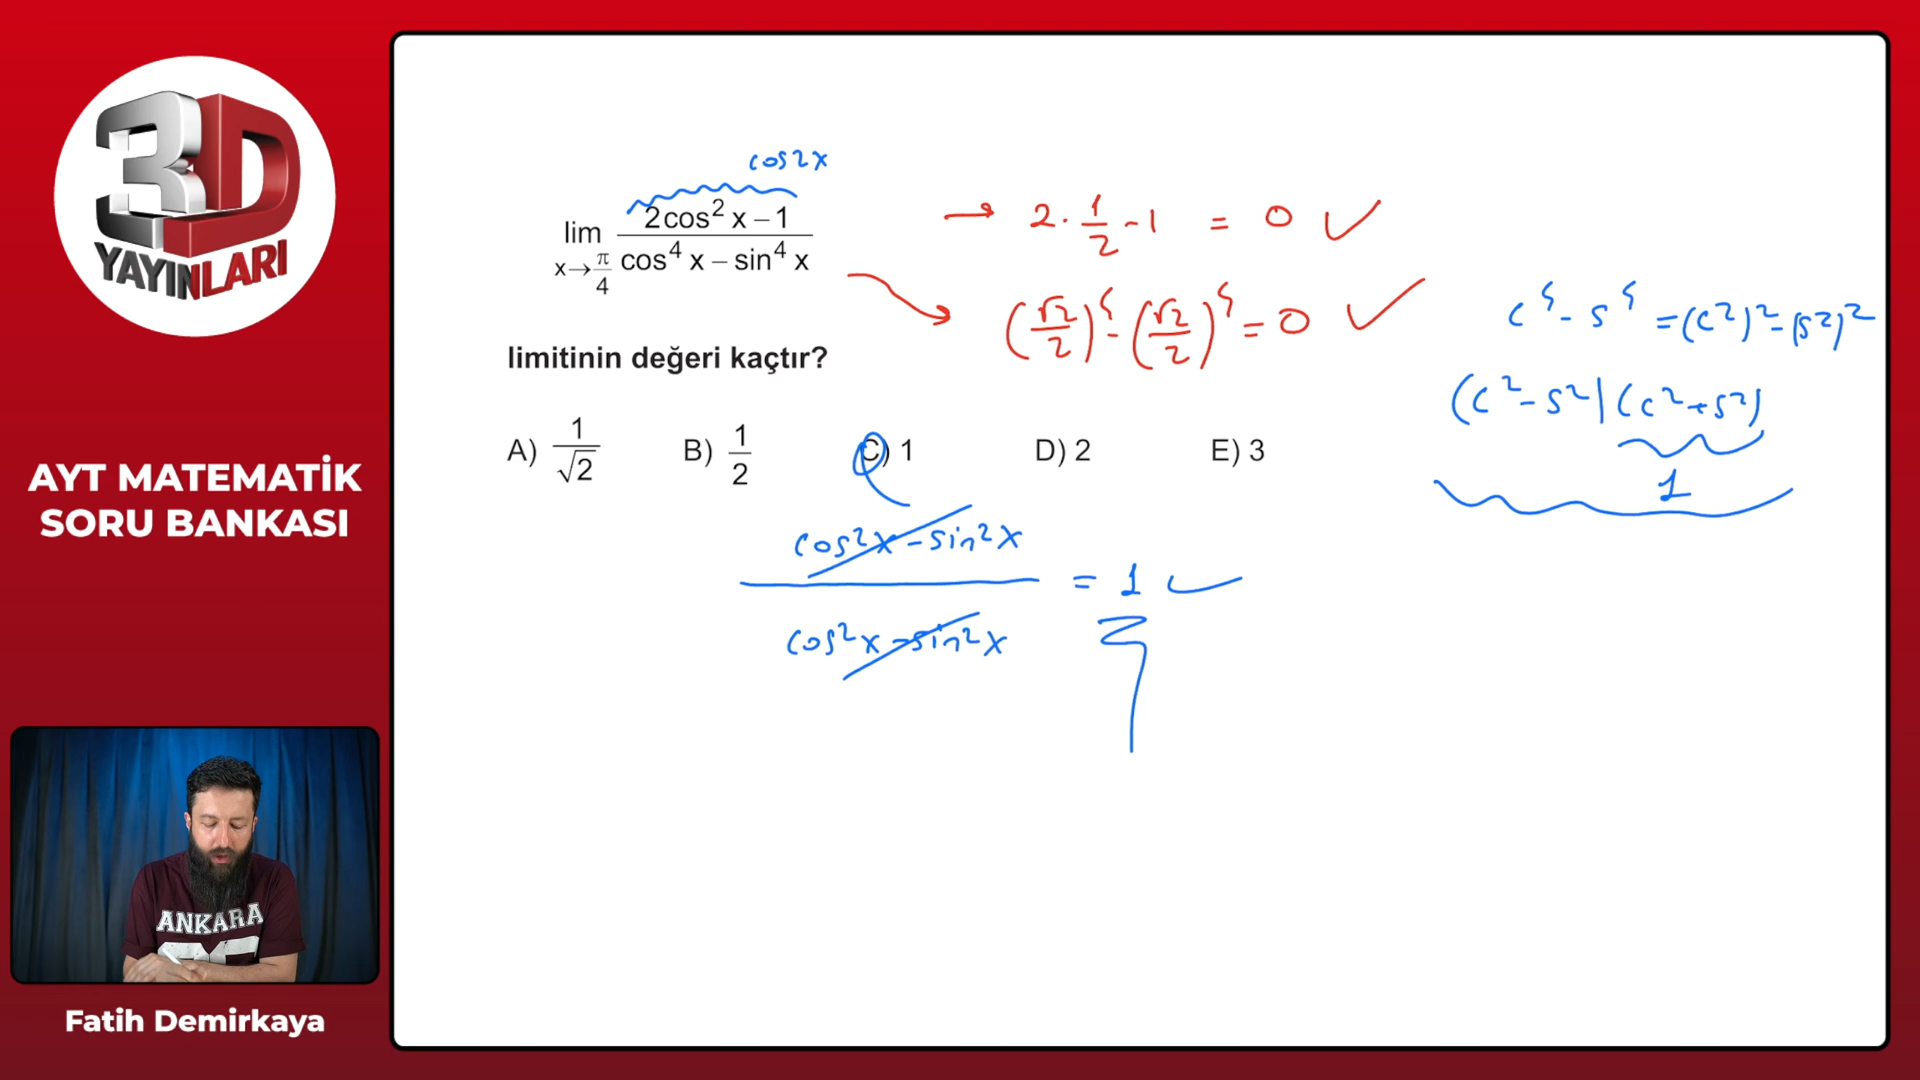 3D
YAYINLARI
AYT MATEMATİK
SORU BANKASI
ANKARA
Fatih Demirkaya
cos2x
lim x→π/4 (2cos² x – 1)/(cos⁴ x – sin⁴ x)
→ 2 · 1/2 - 1 = 0 ✓
(√2/2)⁴ - (√2/2)⁴ = 0 ✓
limitinin değeri kaçtır?
A) 1/√2 B) 1/2 C) 1 D) 2 E) 3
c⁴ - s⁴ = (c²)² - (s²)²
(c² - s²)(c² + s²)
1
(cos²x - sin²x)/(cos²x - sin²x) = 1 ✓